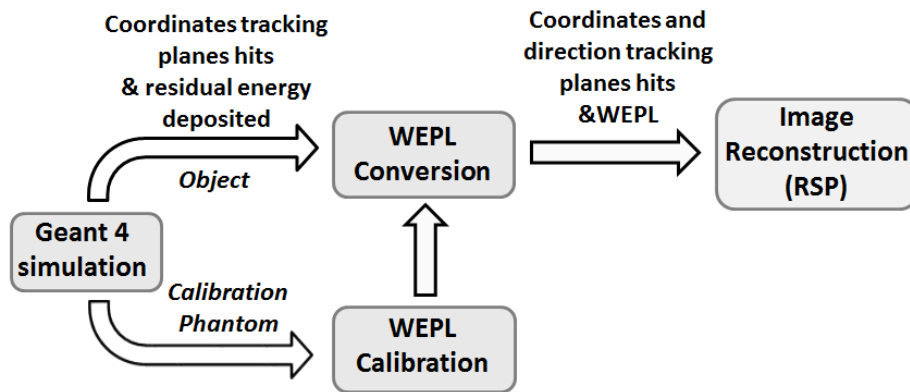 Coordinates tracking
planes hits
& residual energy
deposited
Coordinates and
direction tracking
planes hits
&WEPL
WEPL
Conversion
Image
Reconstruction
(RSP)
Object
Geant 4
simulation
Calibration
Phantom
WEPL
Calibration